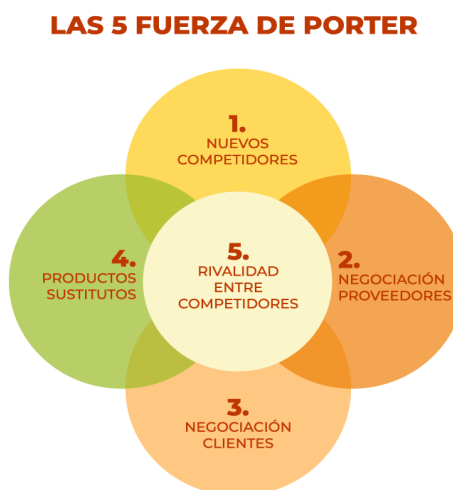 LAS 5 FUERZA DE PORTER
1.
NUEVOS
COMPETIDORES
2.
NEGOCIACIÓN
PROVEEDORES
3.
NEGOCIACIÓN
CLIENTES
4.
PRODUCTOS
SUSTITUTOS
5.
RIVALIDAD
ENTRE
COMPETIDORES